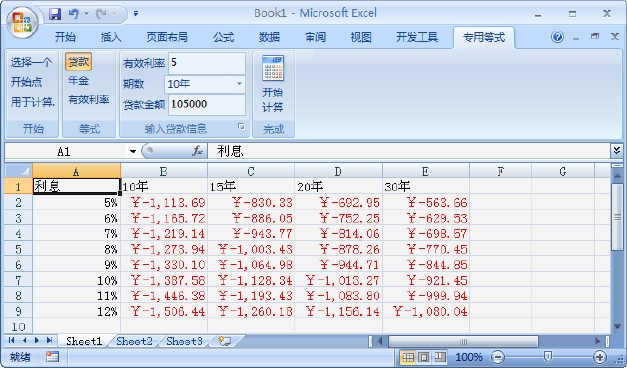 Book1 - Microsoft Excel
开始 插入 页面布局 公式 数据 审阅 视图 开发工具 专用等式
选择一个 贷款 有效利率 5
开始点 年金 期数 10年 开始
用于计算. 有效利率 贷款金额 105000 计算
开始 等式 输入贷款信息 完成
A1 fx 利息
A B C D E F G
1 利息 10年 15年 20年 30年
2 5% ￥-1,113.69 ￥-830.33 ￥-692.95 ￥-563.66
3 6% ￥-1,165.72 ￥-886.05 ￥-752.25 ￥-629.53
4 7% ￥-1,219.14 ￥-943.77 ￥-814.06 ￥-698.57
5 8% ￥-1,273.94 ￥-1,003.43 ￥-878.26 ￥-770.45
6 9% ￥-1,330.10 ￥-1,064.98 ￥-944.71 ￥-844.85
7 10% ￥-1,387.58 ￥-1,128.34 ￥-1,013.27 ￥-921.45
8 11% ￥-1,446.38 ￥-1,193.43 ￥-1,083.80 ￥-999.94
9 12% ￥-1,506.44 ￥-1,260.18 ￥-1,156.14 ￥-1,080.04
10
Sheet1 Sheet2 Sheet3
就绪 100%